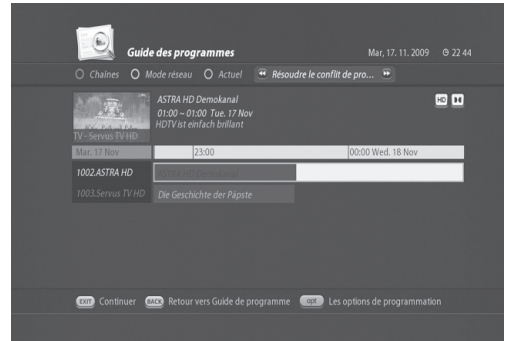 Guide des programmes
Mar, 17. 11. 2009 22 44
Chaînes Mode réseau Actuel Résoudre le conflit de pro...
ASTRA HD Demokanal
HD
01:00 ~ 01:00 Tue. 17 Nov
HDTV ist einfach brillant
TV - Servus TV HD
Mar. 17 Nov 23:00 00:00 Wed. 18 Nov
1002.ASTRA HD ASTRA HD Demokanal
1003.Servus TV HD Die Geschichte der Päpste
EXIT Continuer BACK Retour vers Guide de programme opt Les options de programmation